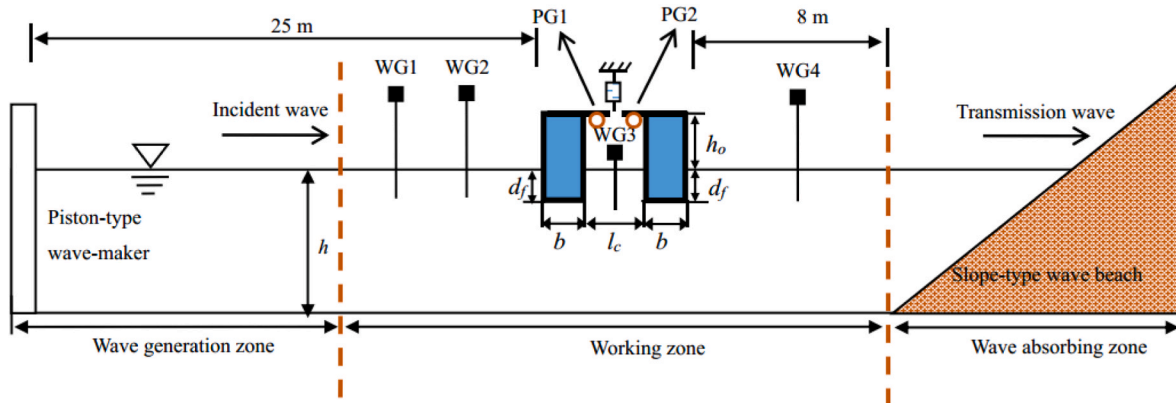 25 m
PG1
PG2
8 m
WG1
WG2
WG4
Incident wave
WG3
Transmission wave
h_o
d_f
d_f
Piston-type
wave-maker
h
b
l_c
b
Slope-type wave beach
Wave generation zone
Working zone
Wave absorbing zone